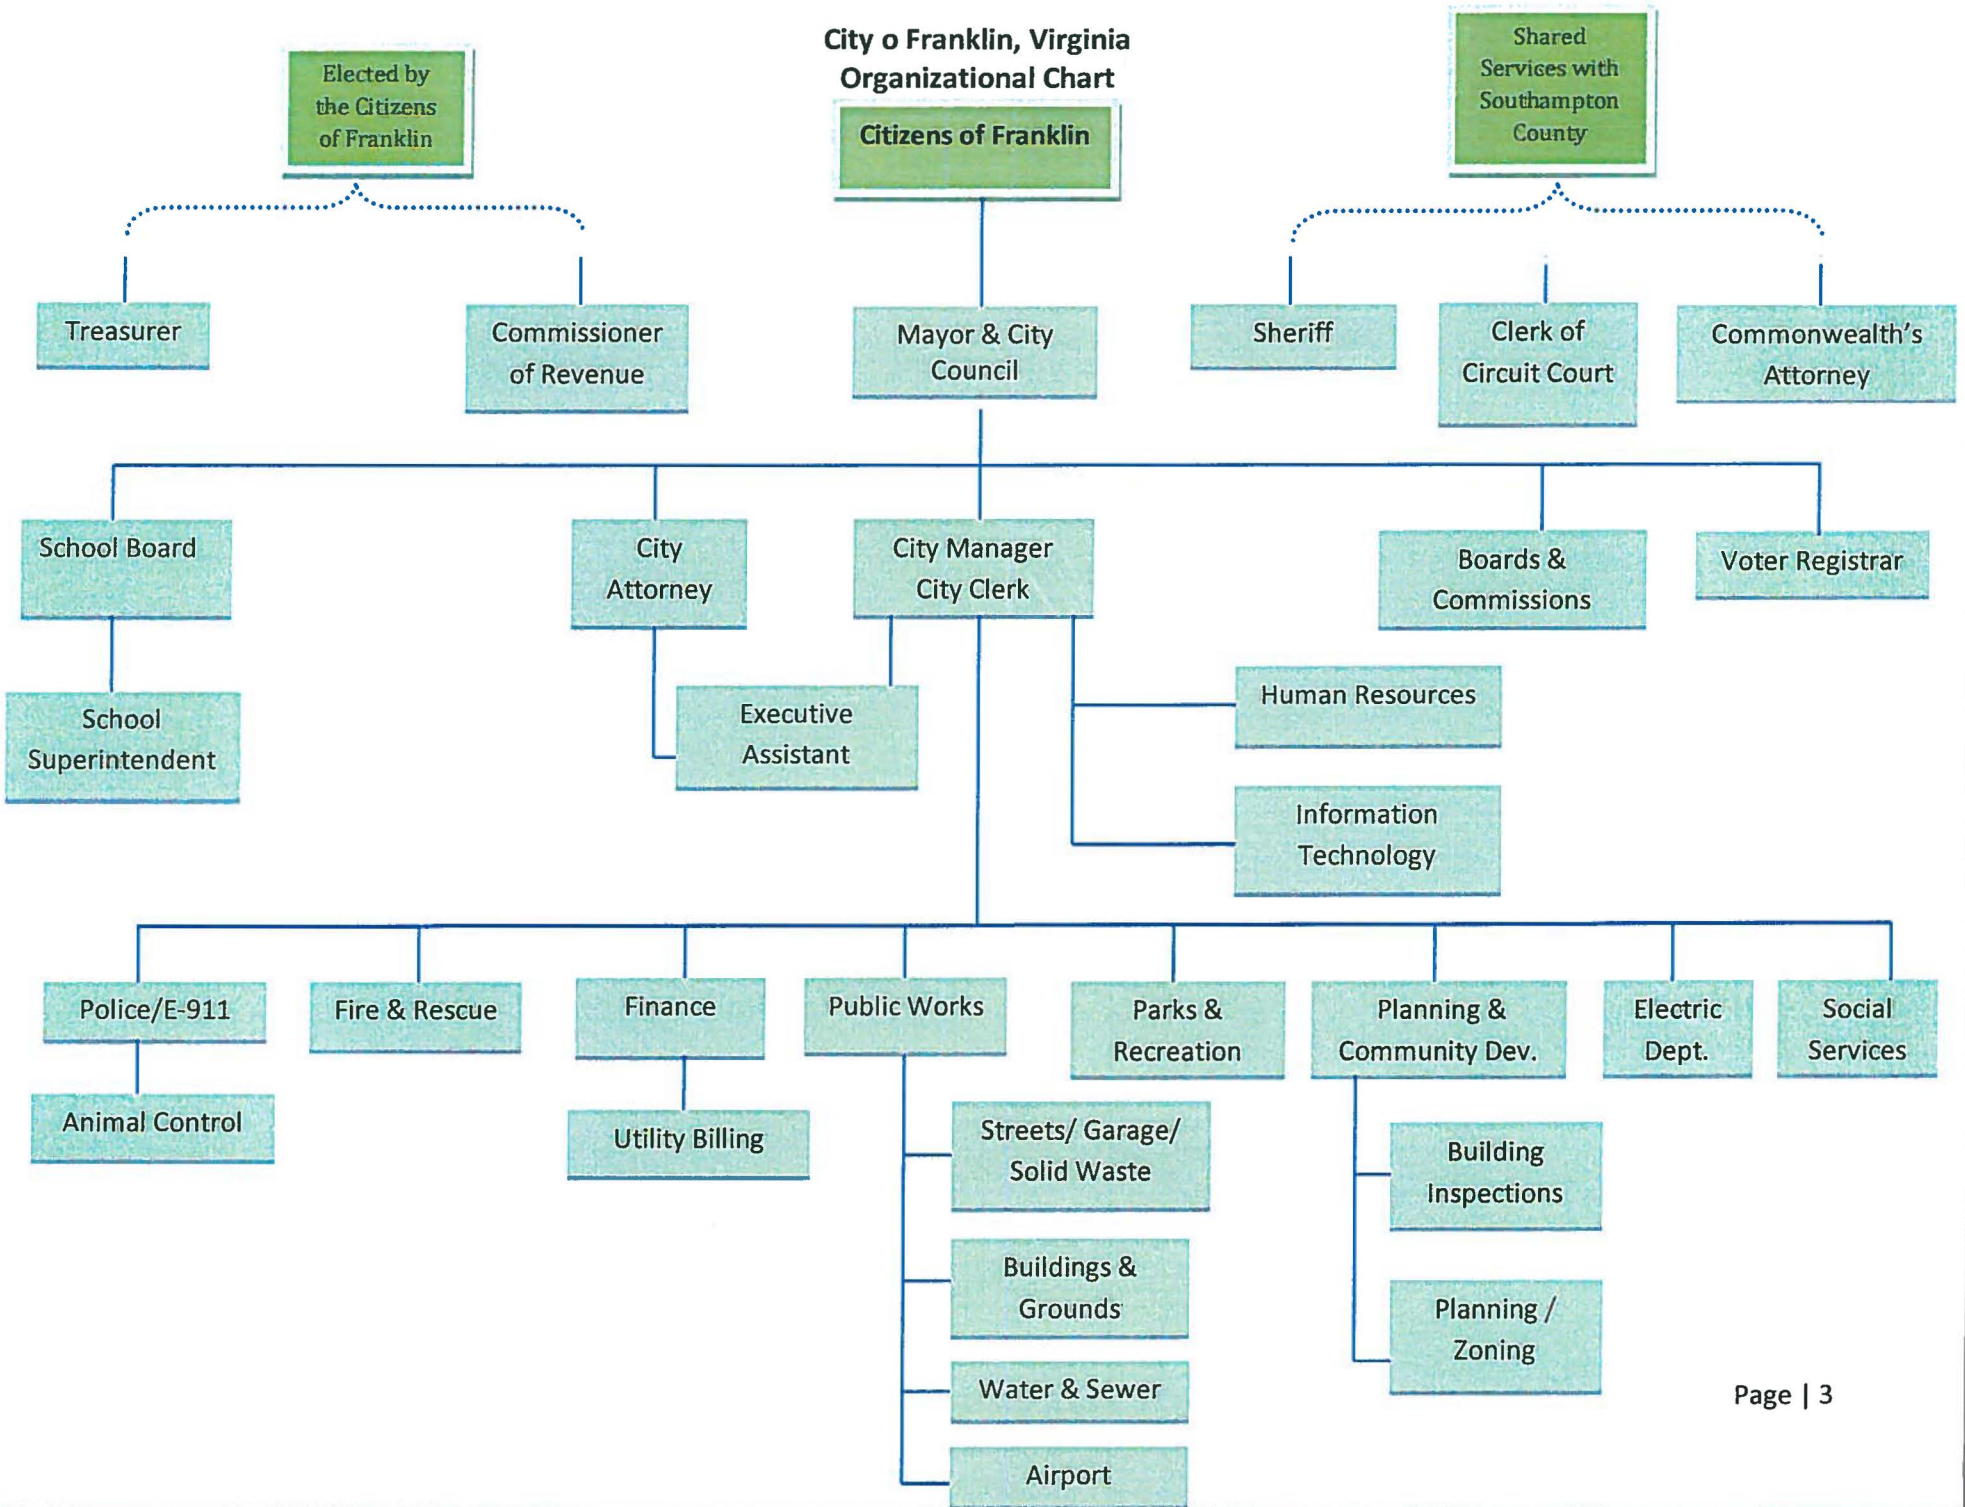 City o Franklin, Virginia
Organizational Chart
Elected by
the Citizens
of Franklin
Citizens of Franklin
Shared
Services with
Southampton
County
Treasurer
Commissioner
of Revenue
Mayor & City
Council
Sheriff
Clerk of
Circuit Court
Commonwealth's
Attorney
School Board
City
Attorney
City Manager
City Clerk
Boards &
Commissions
Voter Registrar
School
Superintendent
Executive
Assistant
Human Resources
Information
Technology
Police/E-911
Fire & Rescue
Finance
Public Works
Parks &
Recreation
Planning &
Community Dev.
Electric
Dept.
Social
Services
Animal Control
Utility Billing
Streets/ Garage/
Solid Waste
Buildings &
Grounds
Water & Sewer
Airport
Building
Inspections
Planning /
Zoning
Page | 3